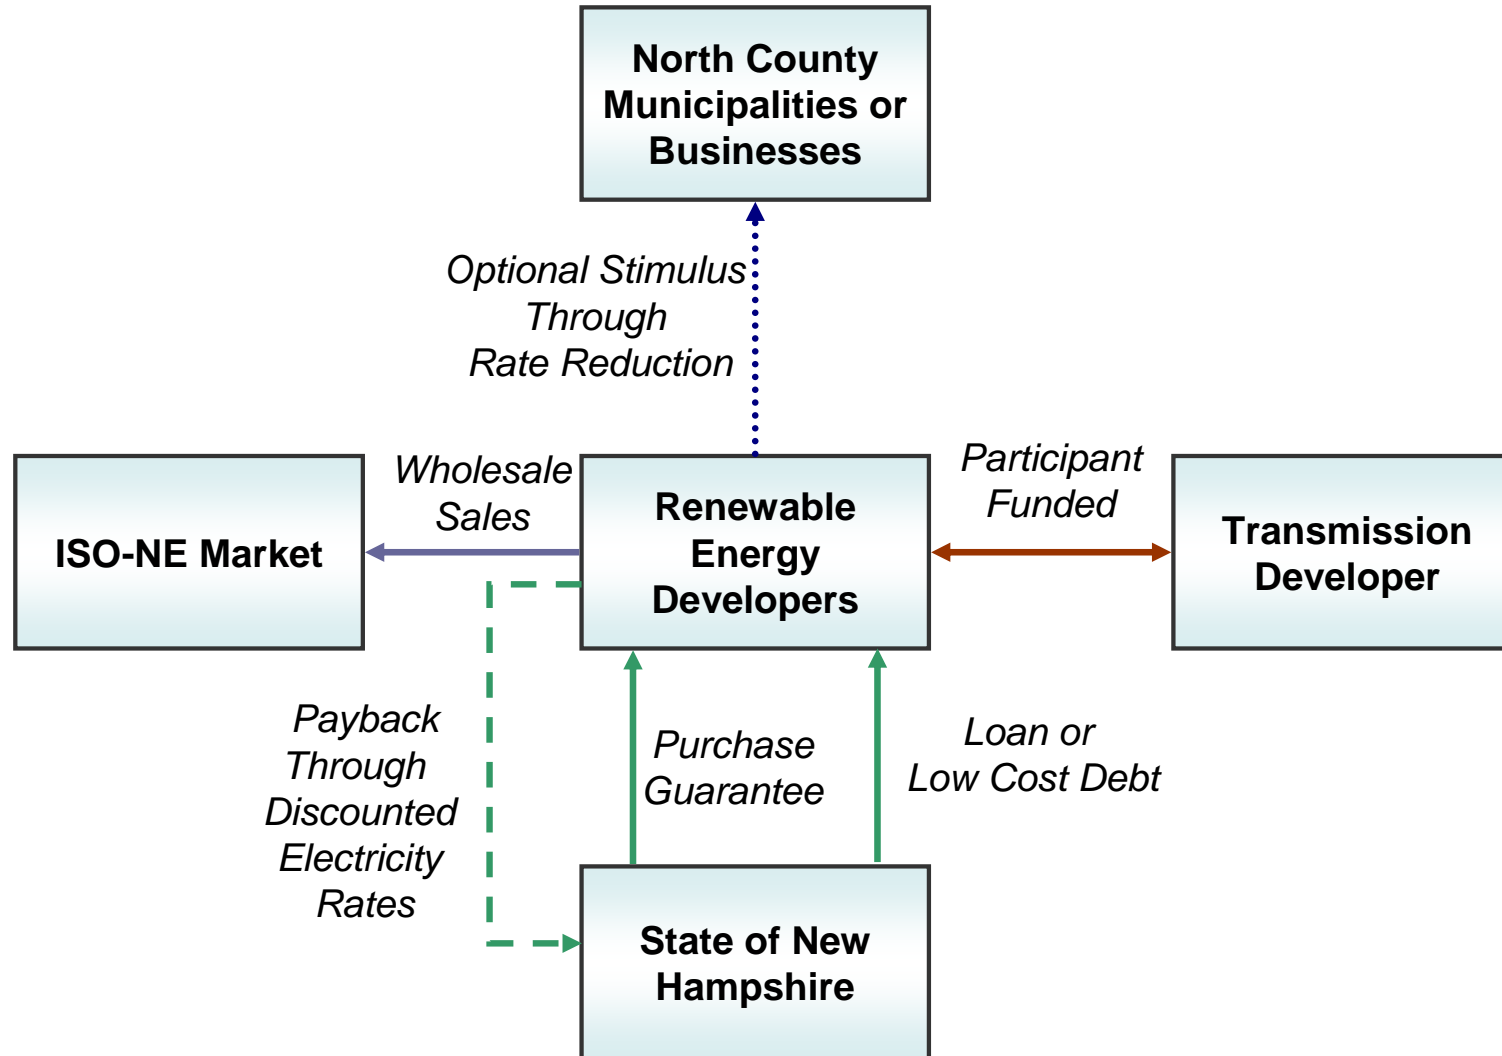 North County
Municipalities or
Businesses
Optional Stimulus
Through
Rate Reduction
ISO-NE Market
Wholesale
Sales
Renewable
Energy
Developers
Participant
Funded
Transmission
Developer
Payback
Through
Discounted
Electricity
Rates
Purchase
Guarantee
Loan or
Low Cost Debt
State of New
Hampshire